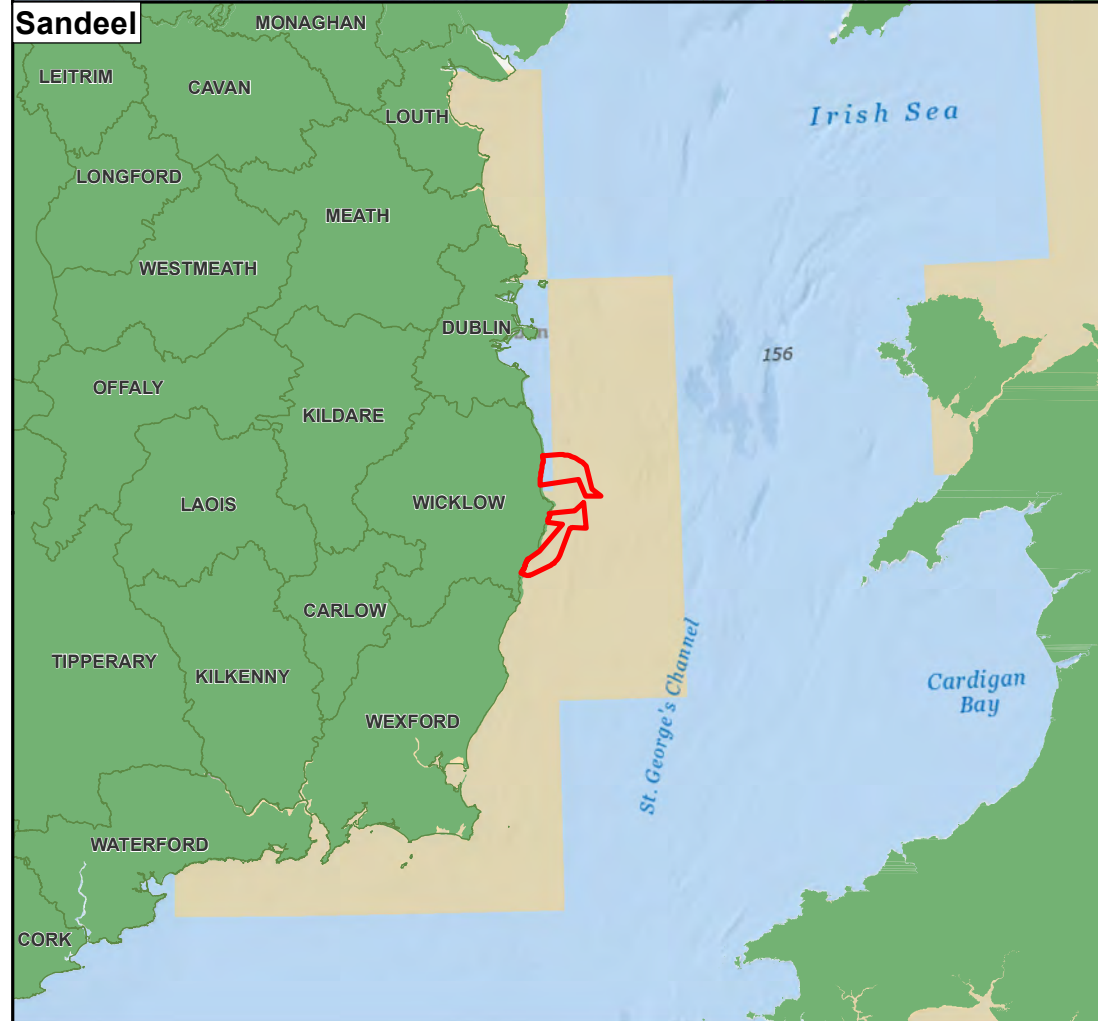 Sandeel
MONAGHAN
LEITRIM
CAVAN
LOUTH
Irish Sea
LONGFORD
MEATH
WESTMEATH
DUBLIN
156
OFFALY
KILDARE
LAOIS
WICKLOW
CARLOW
TIPPERARY
KILKENNY
St. George's Channel
Cardigan
Bay
WEXFORD
WATERFORD
CORK